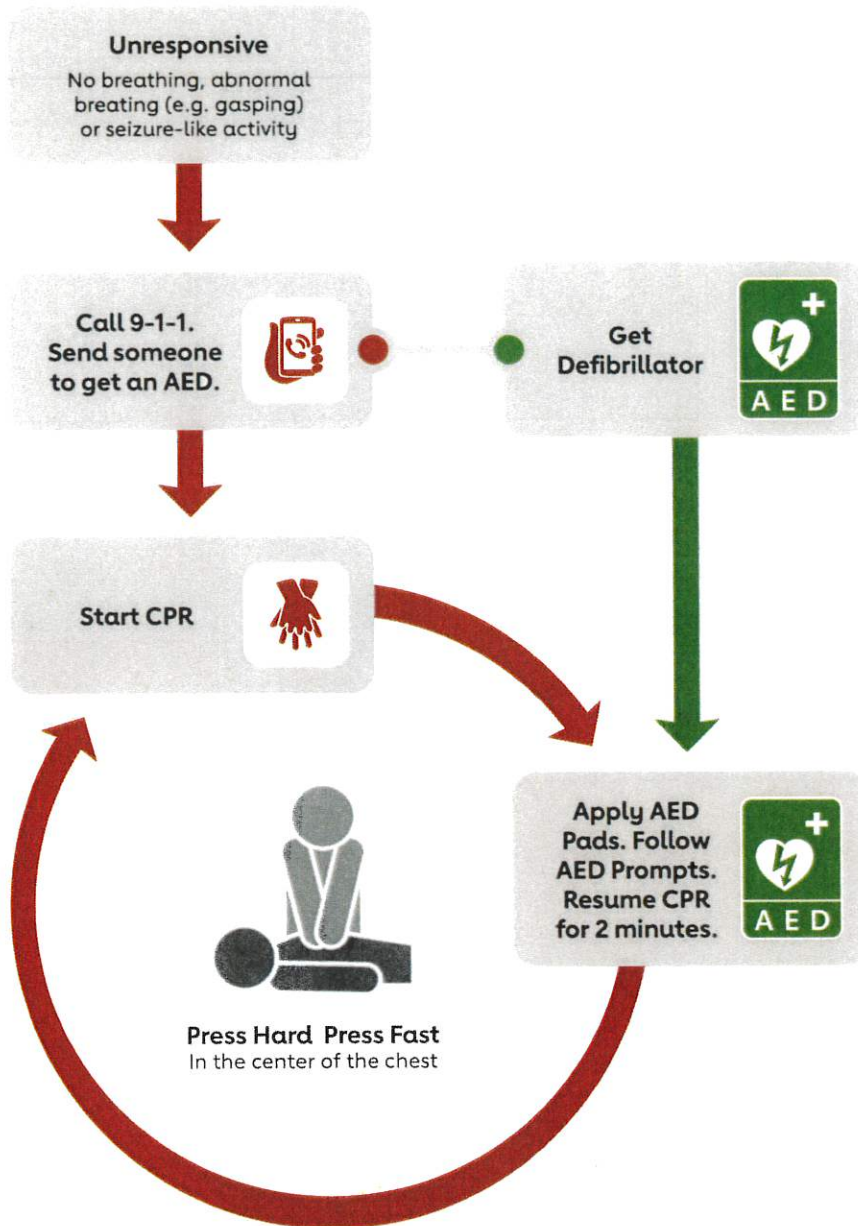 Unresponsive
No breathing, abnormal
breating (e.g. gasping)
or seizure-like activity
Call 9-1-1.
Send someone
to get an AED.
Get
Defibrillator
AED
Start CPR
Apply AED
Pads. Follow
AED Prompts.
Resume CPR
for 2 minutes.
AED
Press Hard Press Fast
In the center of the chest